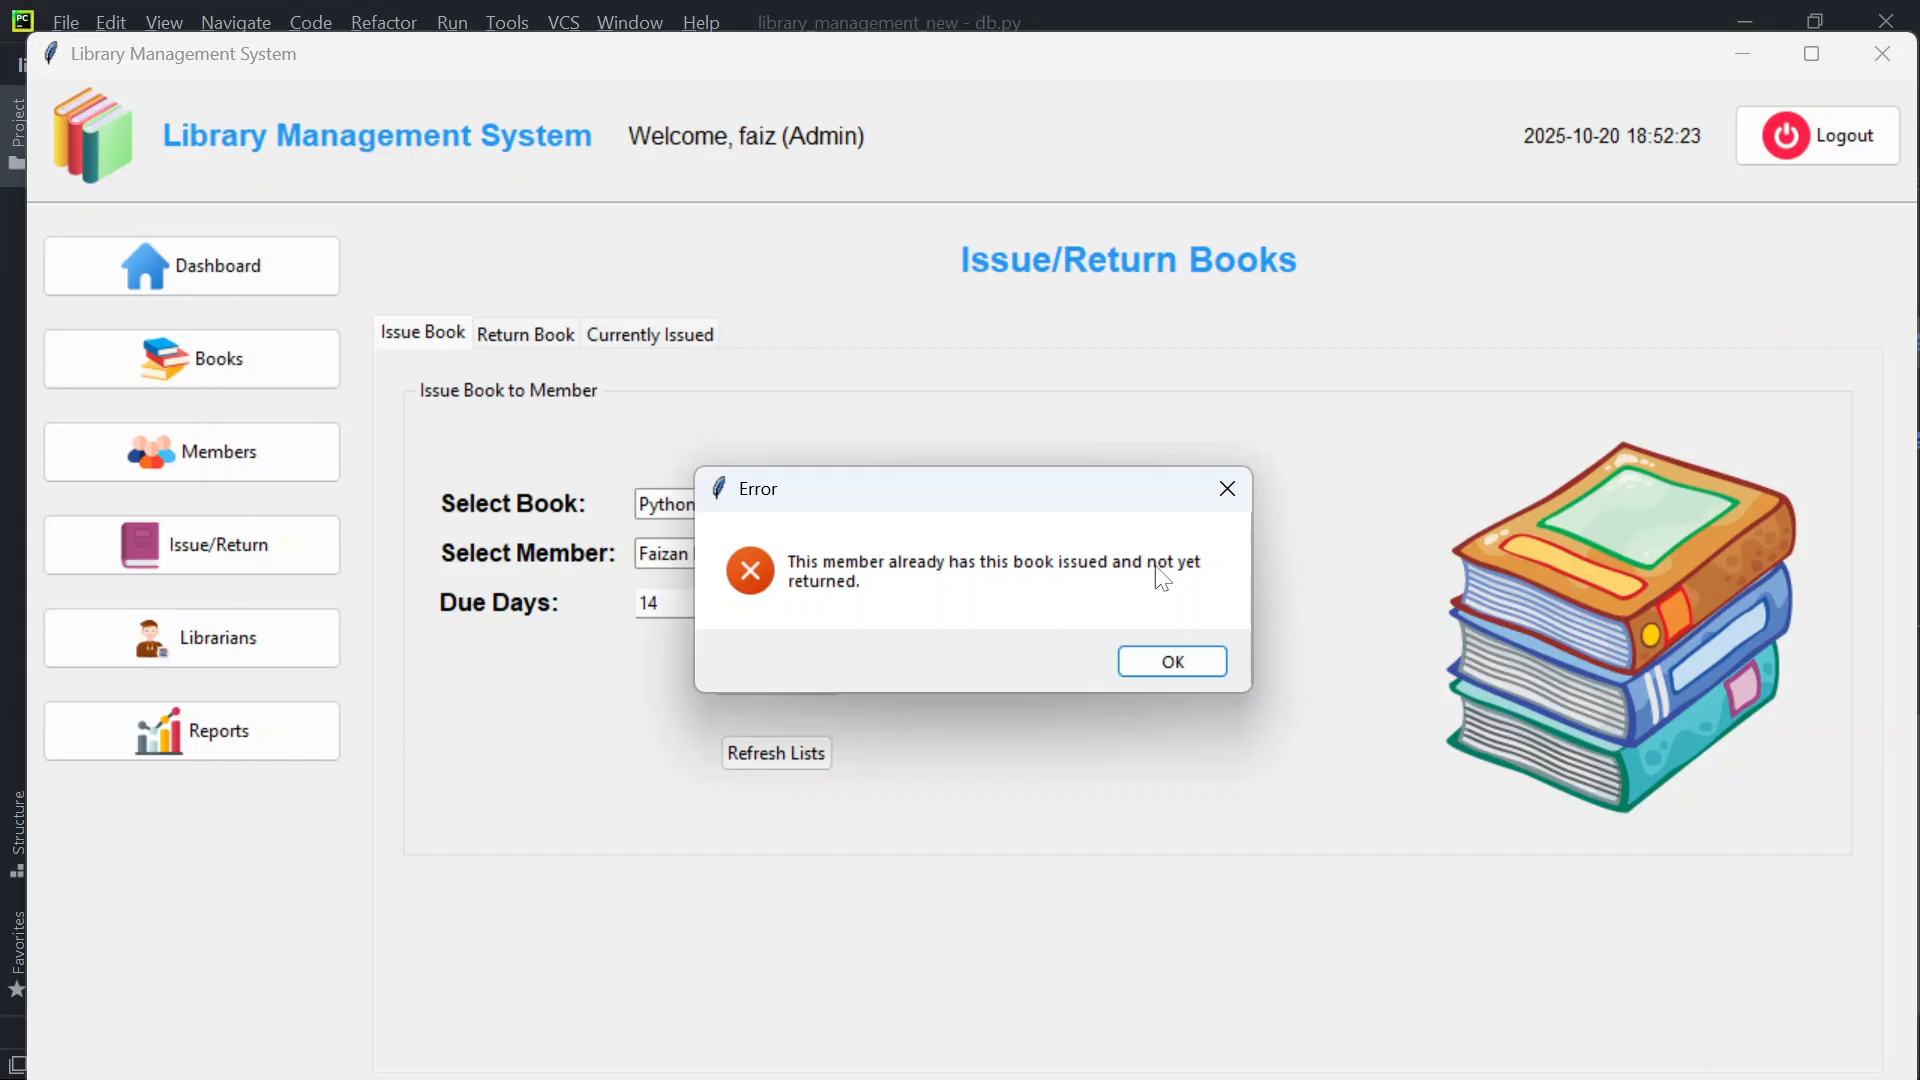 PC File Edit View Navigate Code Refactor Run Tools VCS Window Help library_management_new - db.py
Library Management System
Project
Library Management System Welcome, faiz (Admin) 2025-10-20 18:52:23 Logout
Dashboard
Books
Members
Issue/Return
Librarians
Reports
Issue/Return Books
Issue Book Return Book Currently Issued
Issue Book to Member
Select Book: Python
Select Member: Faizan
Due Days: 14
Error
This member already has this book issued and not yet
returned.
OK
Refresh Lists
Structure
Favorites